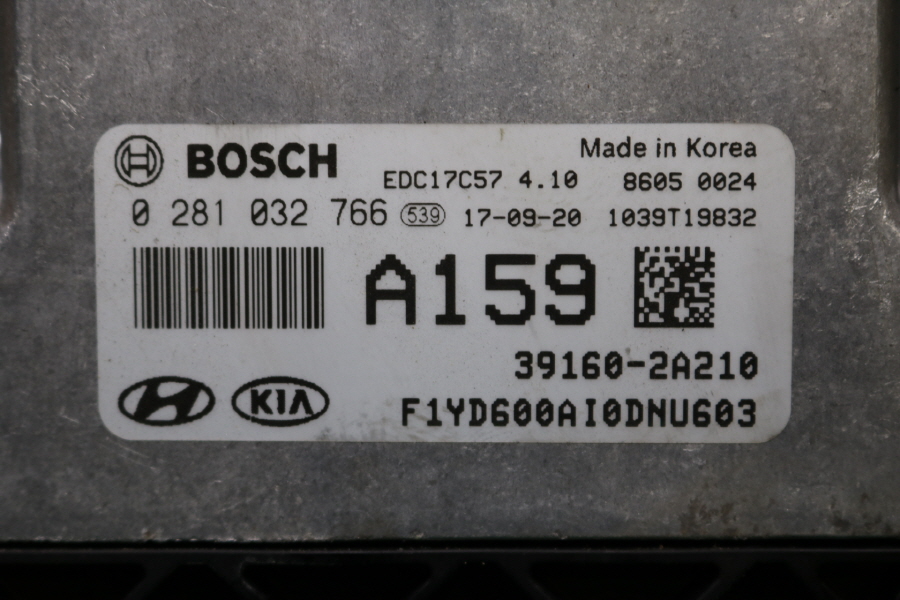 BOSCH
Made in Korea
EDC17C57 4.10 8605 0024
0 281 032 766 539 17-09-20 1039T19832
A159
39160-2A210
KIA F1YD600AI0DNU603